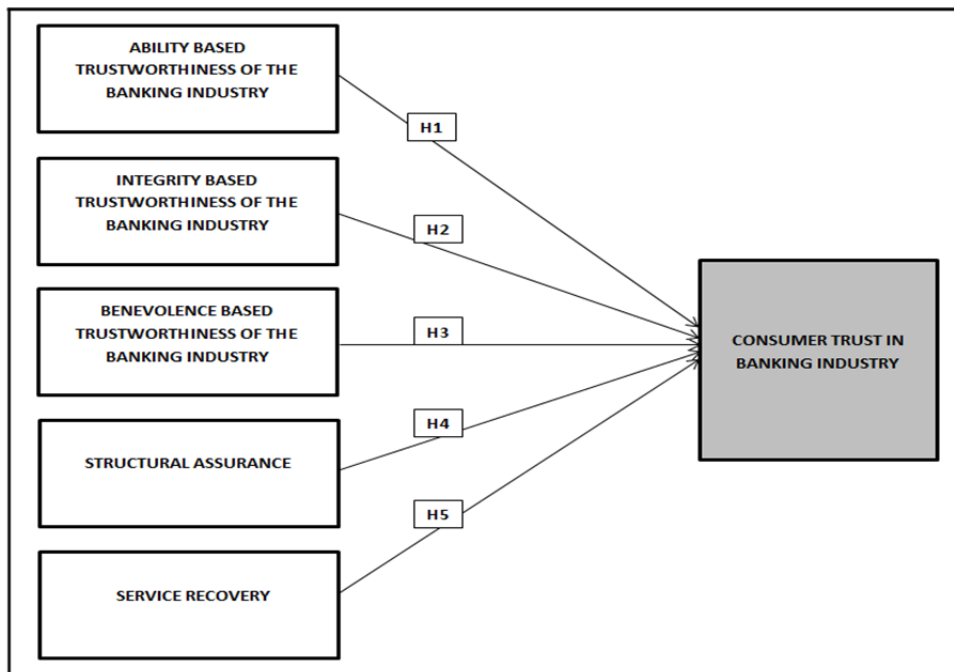 ABILITY BASED
TRUSTWORTHINESS OF THE
BANKING INDUSTRY
H1
INTEGRITY BASED
TRUSTWORTHINESS OF THE
BANKING INDUSTRY
H2
BENEVOLENCE BASED
TRUSTWORTHINESS OF THE
BANKING INDUSTRY
H3
CONSUMER TRUST IN
BANKING INDUSTRY
STRUCTURAL ASSURANCE
H4
SERVICE RECOVERY
H5